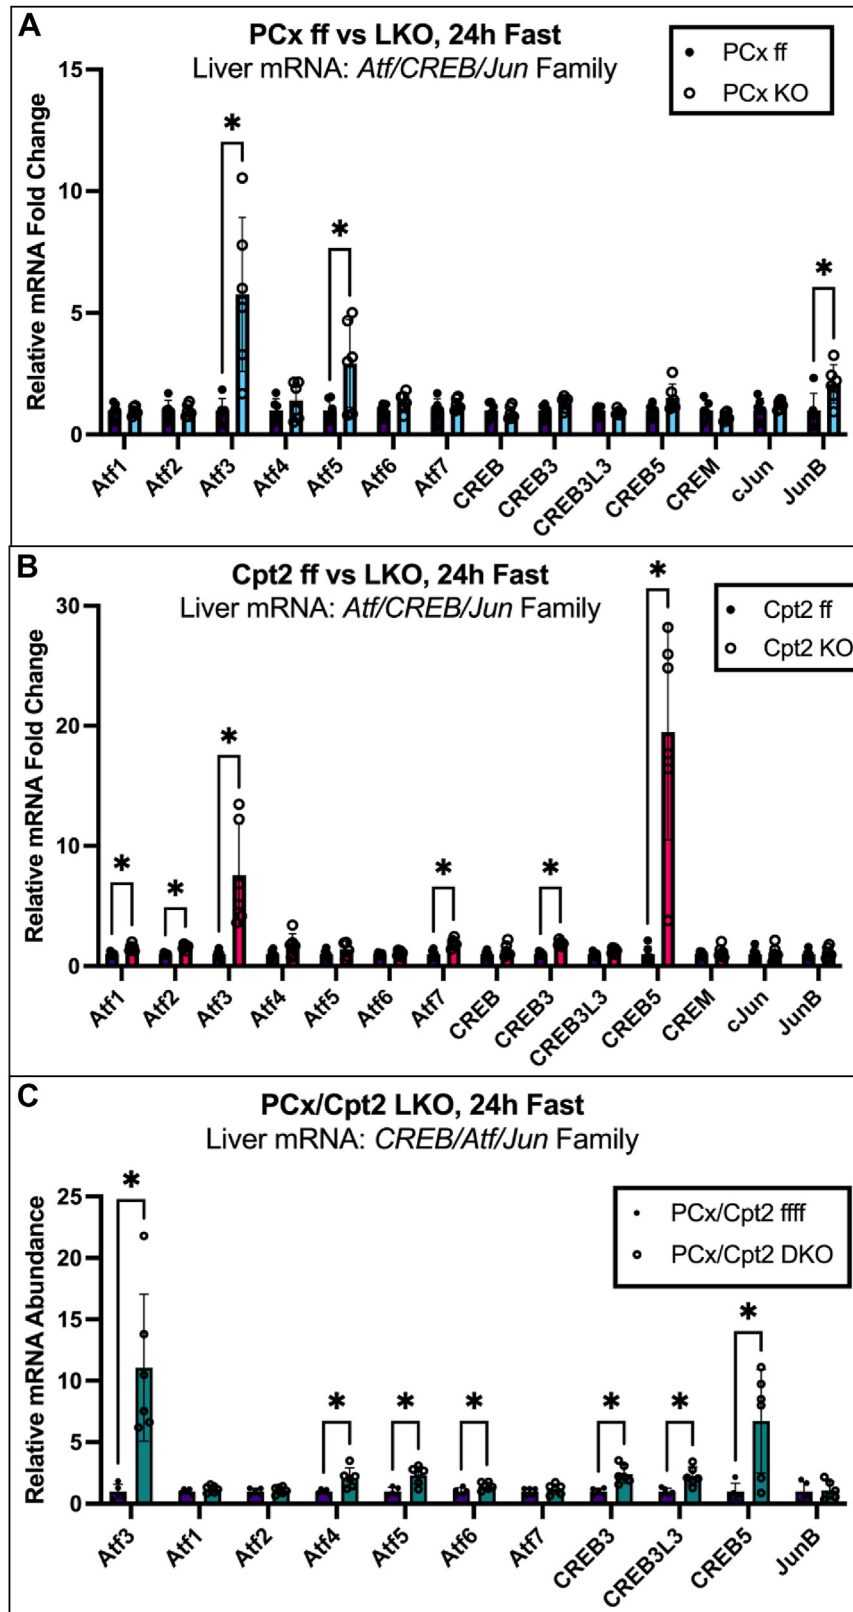 A
PCx ff vs LKO, 24h Fast
Liver mRNA: Atf/CREB/Jun Family
PCx ff
PCx KO
Relative mRNA Fold Change
15
10
5
0
*
*
*
Atf1
Atf2
Atf3
Atf4
Atf5
Atf6
Atf7
CREB
CREB3
CREB3L3
CREB5
CREM
cJun
JunB
B
Cpt2 ff vs LKO, 24h Fast
Liver mRNA: Atf/CREB/Jun Family
Cpt2 ff
Cpt2 KO
Relative mRNA Fold Change
30
20
10
0
*
*
*
*
*
*
Atf1
Atf2
Atf3
Atf4
Atf5
Atf6
Atf7
CREB
CREB3
CREB3L3
CREB5
CREM
cJun
JunB
C
PCx/Cpt2 LKO, 24h Fast
Liver mRNA: CREB/Atf/Jun Family
PCx/Cpt2 ffff
PCx/Cpt2 DKO
Relative mRNA Abundance
25
20
15
10
5
0
*
*
*
*
*
*
*
Atf3
Atf1
Atf2
Atf4
Atf5
Atf6
Atf7
CREB3
CREB3L3
CREB5
JunB